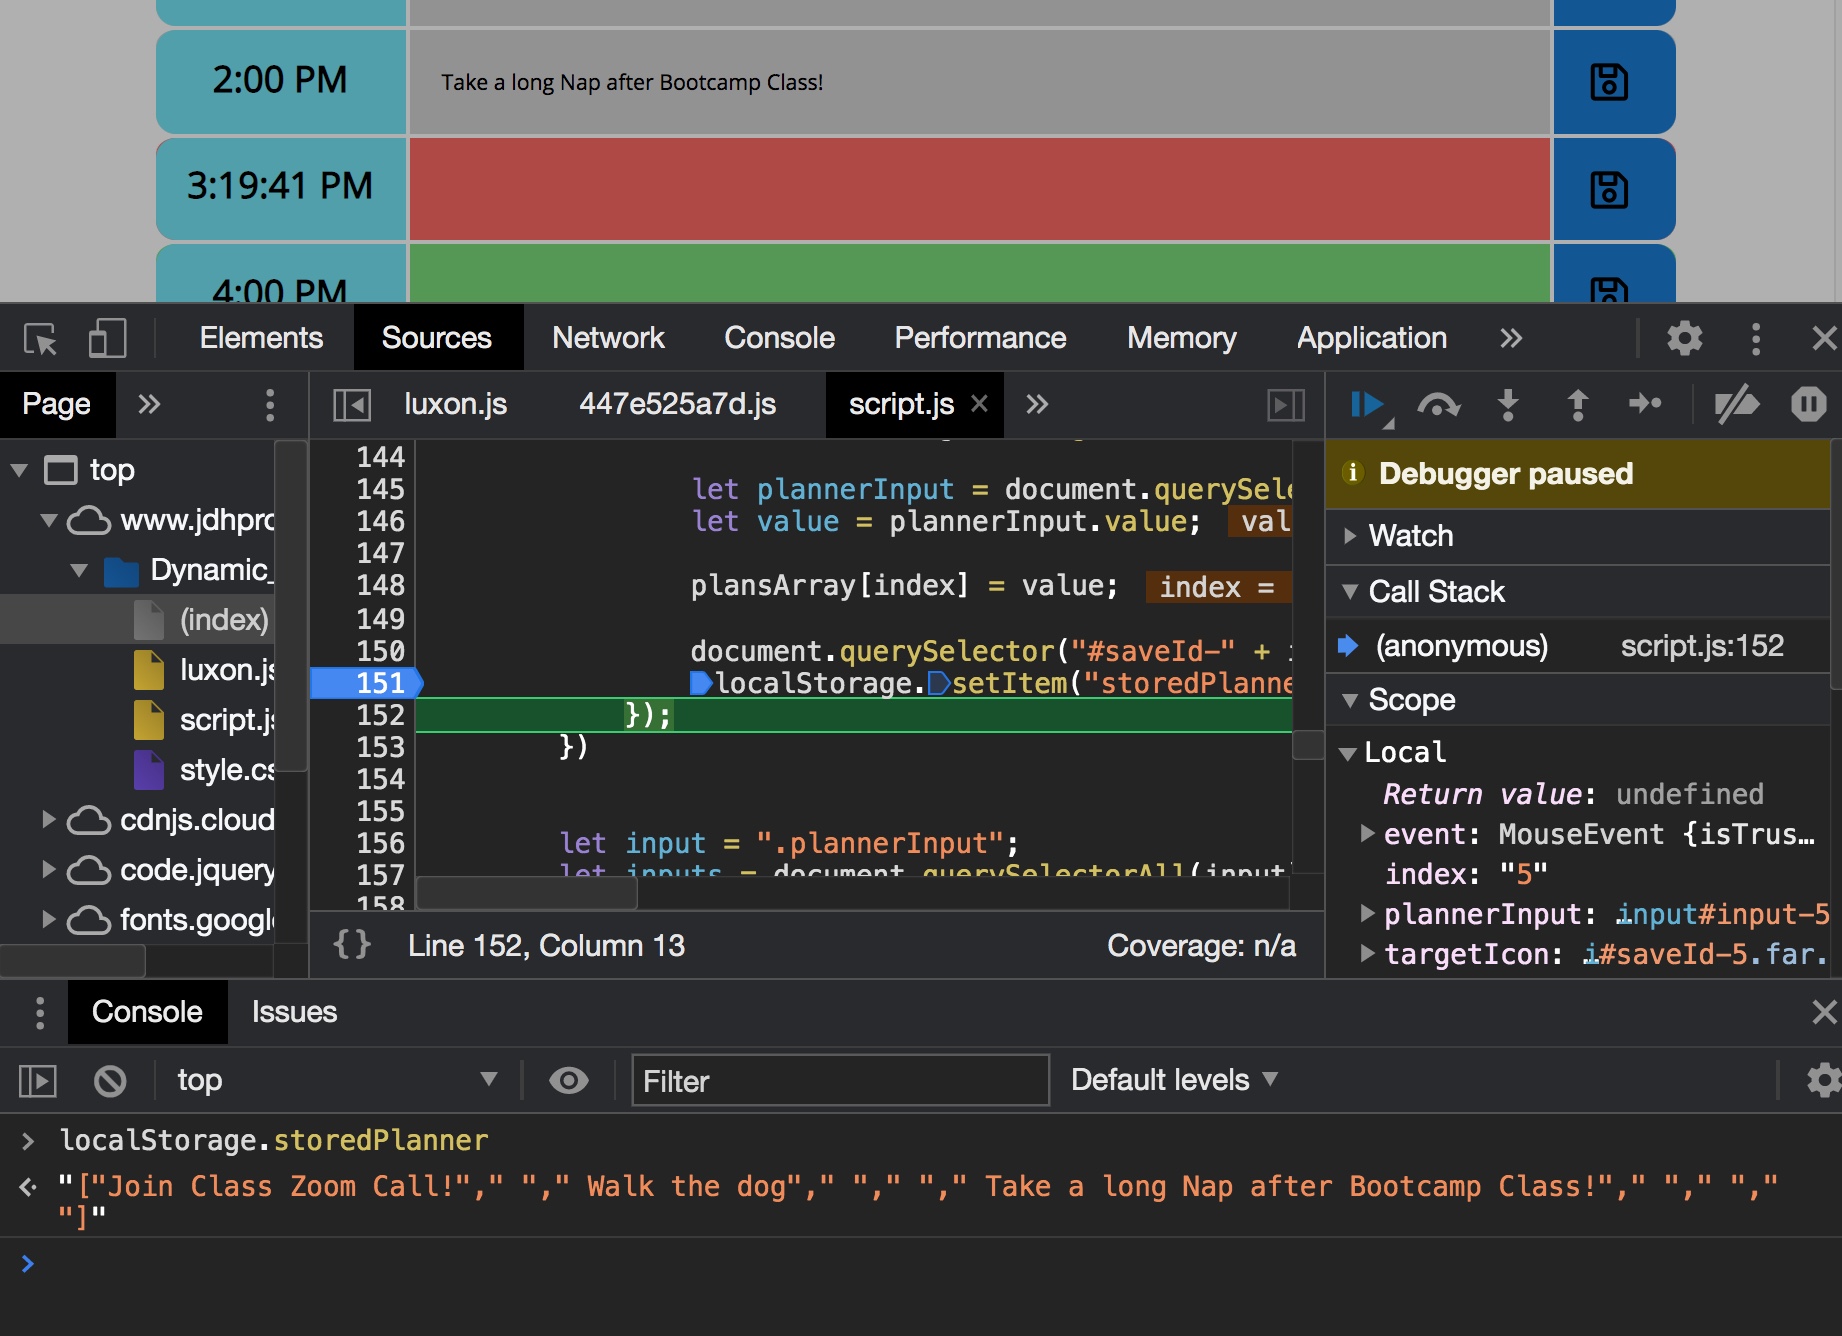 2:00 PM
Take a long Nap after Bootcamp Class!
3:19:41 PM
4:00 PM
Elements Sources Network Console Performance Memory Application »
Page » luxon.js 447e525a7d.js script.js × »
Debugger paused
Watch
Call Stack
(anonymous) script.js:152
Scope
Local
Return value: undefined
event: MouseEvent {isTrus…
index: "5"
plannerInput: …input#input-5
targetIcon: …i#saveId-5.far.
top
www.jdhpro
Dynamic_
(index)
luxon.js
script.js
style.cs
cdnjs.cloud
code.jquery
fonts.googl
144
145 let plannerInput = document.querySele
146 let value = plannerInput.value; val
147
148 plansArray[index] = value; index =
149
150 document.querySelector("#saveId-" +
151 localStorage.setItem("storedPlanne
152 });
153 })
154
155
156 let input = ".plannerInput";
157 let inputs = document.querySelectorAll(input
158
{} Line 152, Column 13 Coverage: n/a
Console Issues
top Filter Default levels
> localStorage.storedPlanner
"["Join Class Zoom Call!"," "," Walk the dog"," "," "," Take a long Nap after Bootcamp Class!"," "," ","
"]"
>